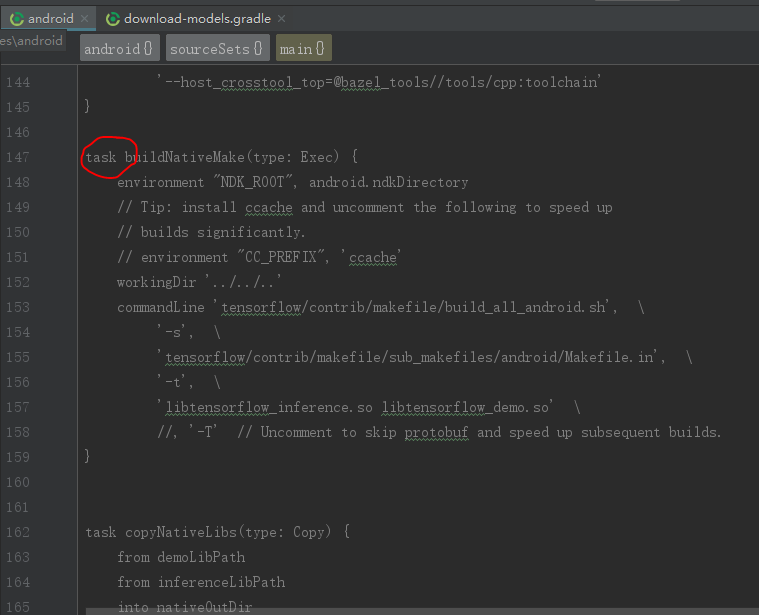 android × download-models.gradle ×
es\android
android{} sourceSets{} main{}
144 '--host_crosstool_top=@bazel_tools//tools/cpp:toolchain'
145 }
146
147 task buildNativeMake(type: Exec) {
148 environment "NDK_ROOT", android.ndkDirectory
149 // Tip: install ccache and uncomment the following to speed up
150 // builds significantly.
151 // environment "CC_PREFIX", 'ccache'
152 workingDir '../../..'
153 commandLine 'tensorflow/contrib/makefile/build_all_android.sh', \
154 '-s', \
155 'tensorflow/contrib/makefile/sub_makefiles/android/Makefile.in', \
156 '-t', \
157 'libtensorflow_inference.so libtensorflow_demo.so' \
158 //, '-T' // Uncomment to skip protobuf and speed up subsequent builds.
159 }
160
161
162 task copyNativeLibs(type: Copy) {
163 from demoLibPath
164 from inferenceLibPath
165 into nativeOutDir